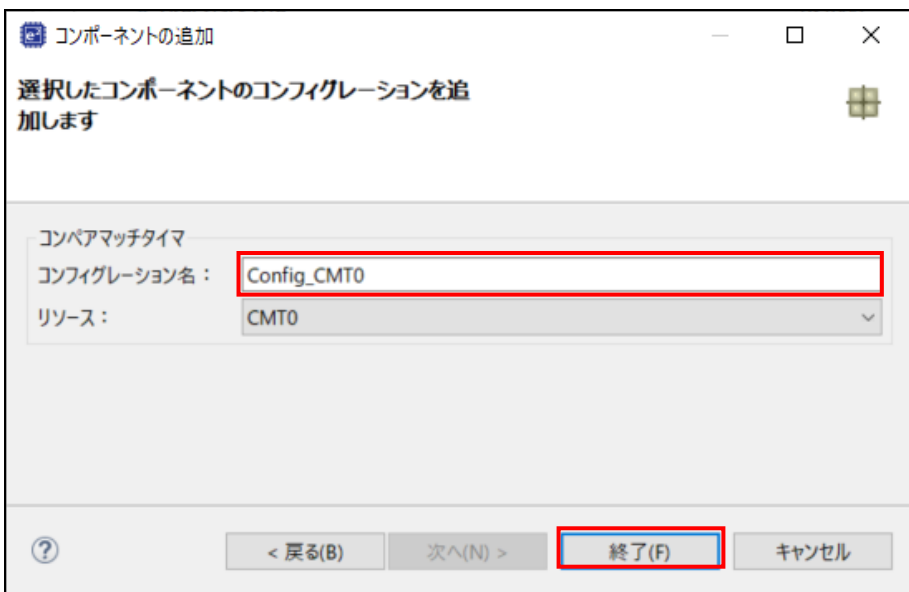 コンポーネントの追加
選択したコンポーネントのコンフィグレーションを追
加します
コンペアマッチタイマ
コンフィグレーション名：
Config_CMT0
リソース：
CMT0
< 戻る(B)
次へ(N) >
終了(F)
キャンセル